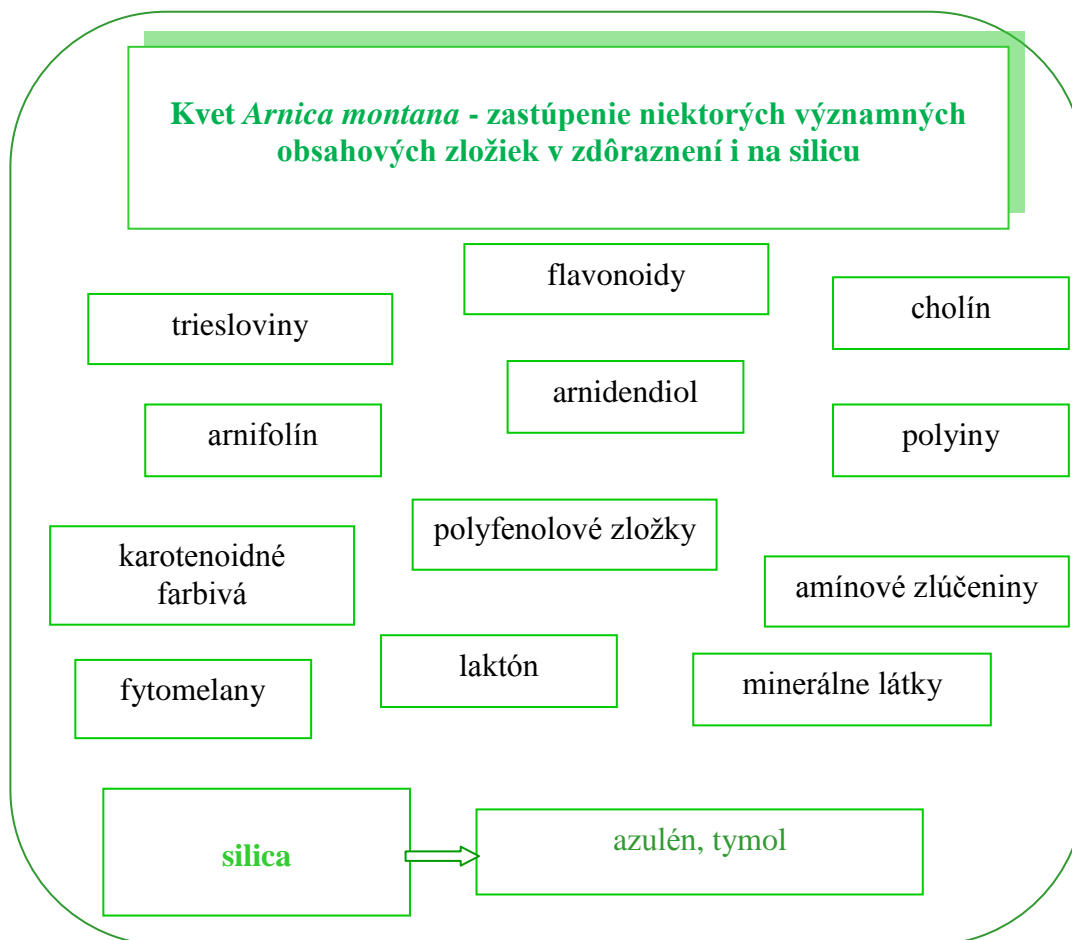 Kvet Arnica montana - zastúpenie niektorých významných
obsahových zložiek v zdôraznení i na silicu
flavonoidy
cholín
triesloviny
arnidendiol
arnifolín
polyiny
polyfenolové zložky
karotenoidné
farbivá
amínové zlúčeniny
laktón
minerálne látky
fytomelany
silica
azulén, tymol